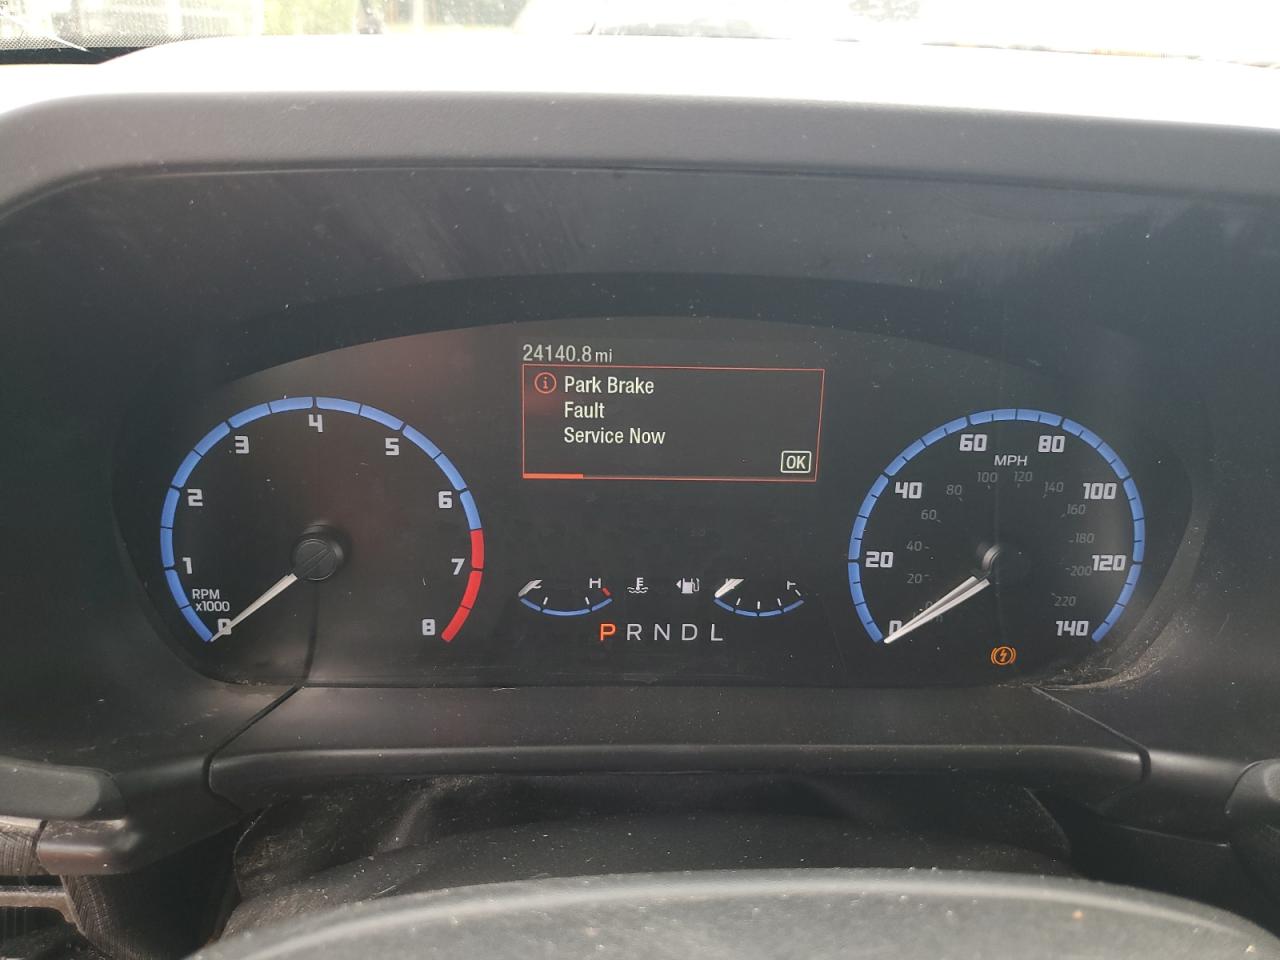 24140.8 mi
Park Brake
Fault
Service Now
OK
0 1 2 3 4 5 6 7 8
RPM
x1000
H
P R N D L
0 20 40 60 80 100 120 140
MPH
20 40 60 80 100 120 140 160 180 200 220